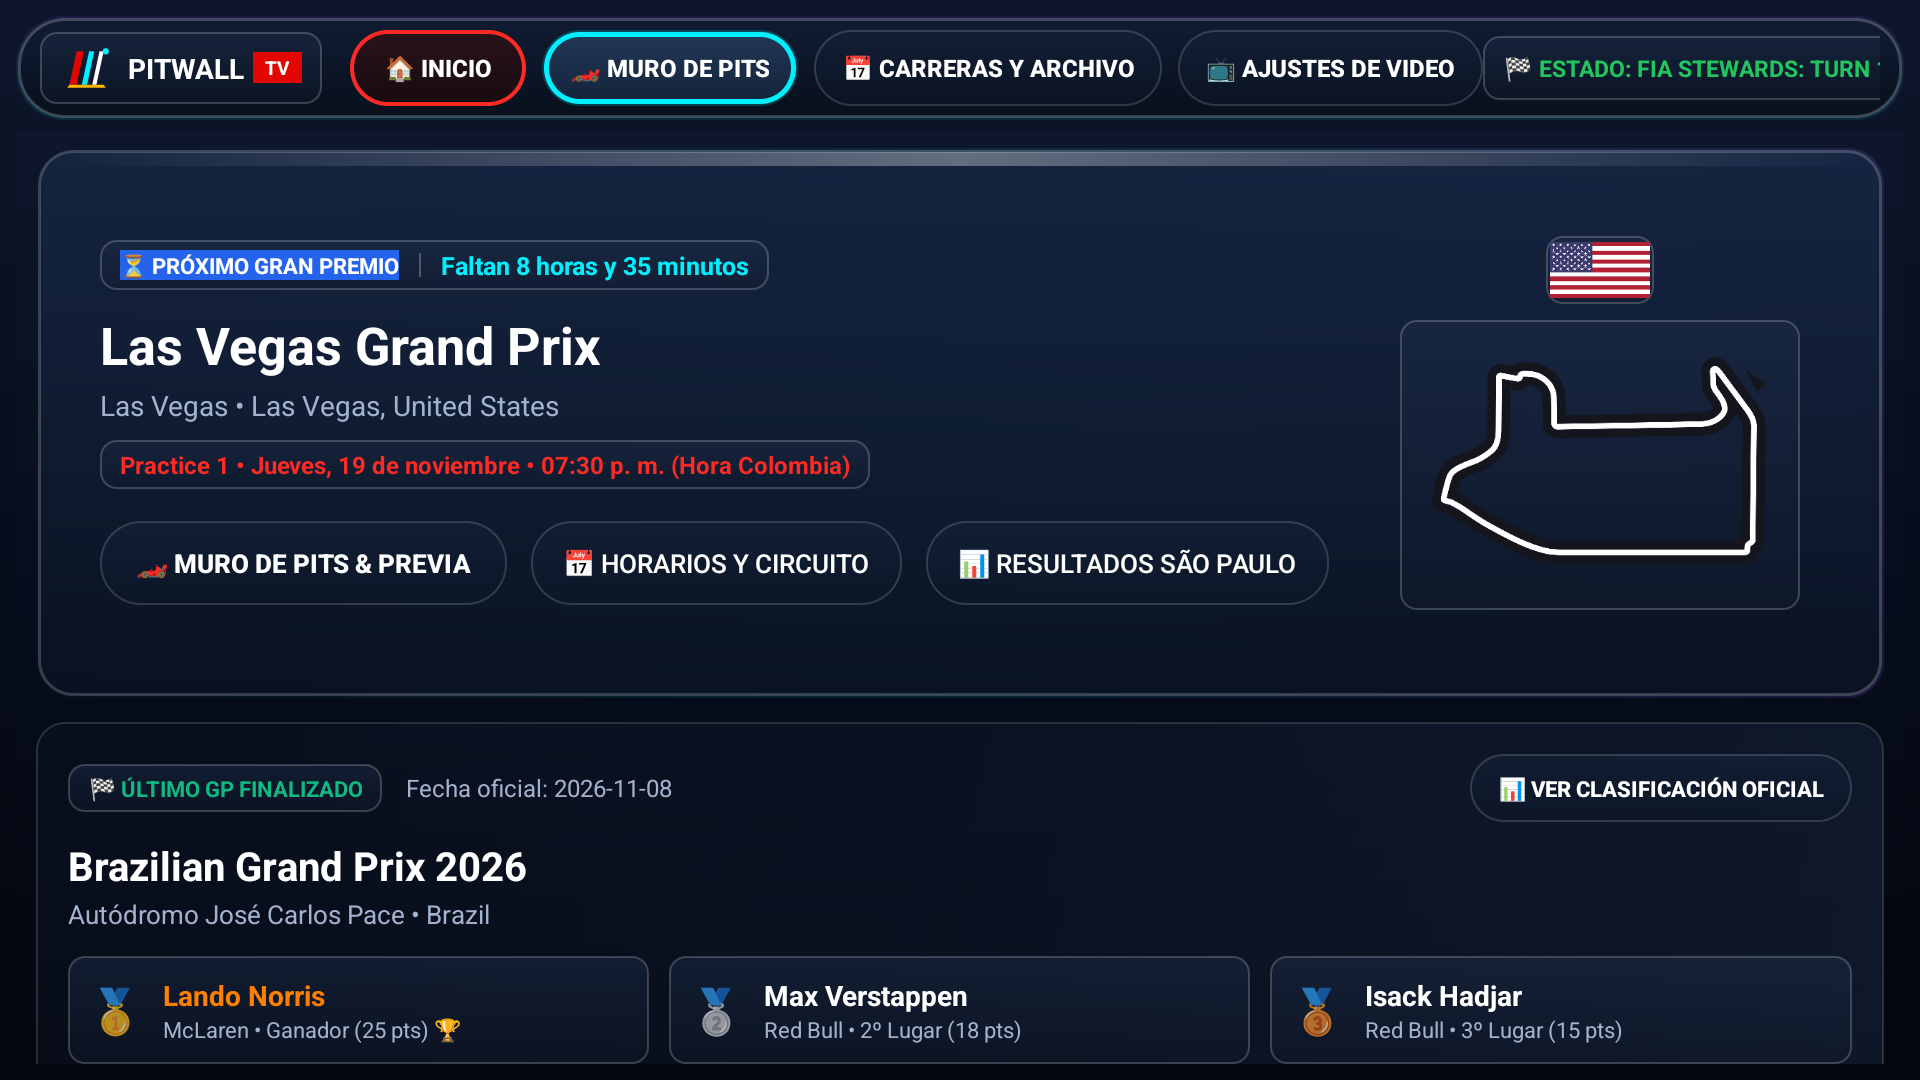 PITWALL TV
INICIO
MURO DE PITS
CARRERAS Y ARCHIVO
AJUSTES DE VIDEO
ESTADO: FIA STEWARDS: TURN
PRÓXIMO GRAN PREMIO
Faltan 8 horas y 35 minutos
Las Vegas Grand Prix
Las Vegas • Las Vegas, United States
Practice 1 • Jueves, 19 de noviembre • 07:30 p. m. (Hora Colombia)
MURO DE PITS & PREVIA
HORARIOS Y CIRCUITO
RESULTADOS SÃO PAULO
ÚLTIMO GP FINALIZADO
Fecha oficial: 2026-11-08
VER CLASIFICACIÓN OFICIAL
Brazilian Grand Prix 2026
Autódromo José Carlos Pace • Brazil
Lando Norris
McLaren • Ganador (25 pts)
Max Verstappen
Red Bull • 2º Lugar (18 pts)
Isack Hadjar
Red Bull • 3º Lugar (15 pts)